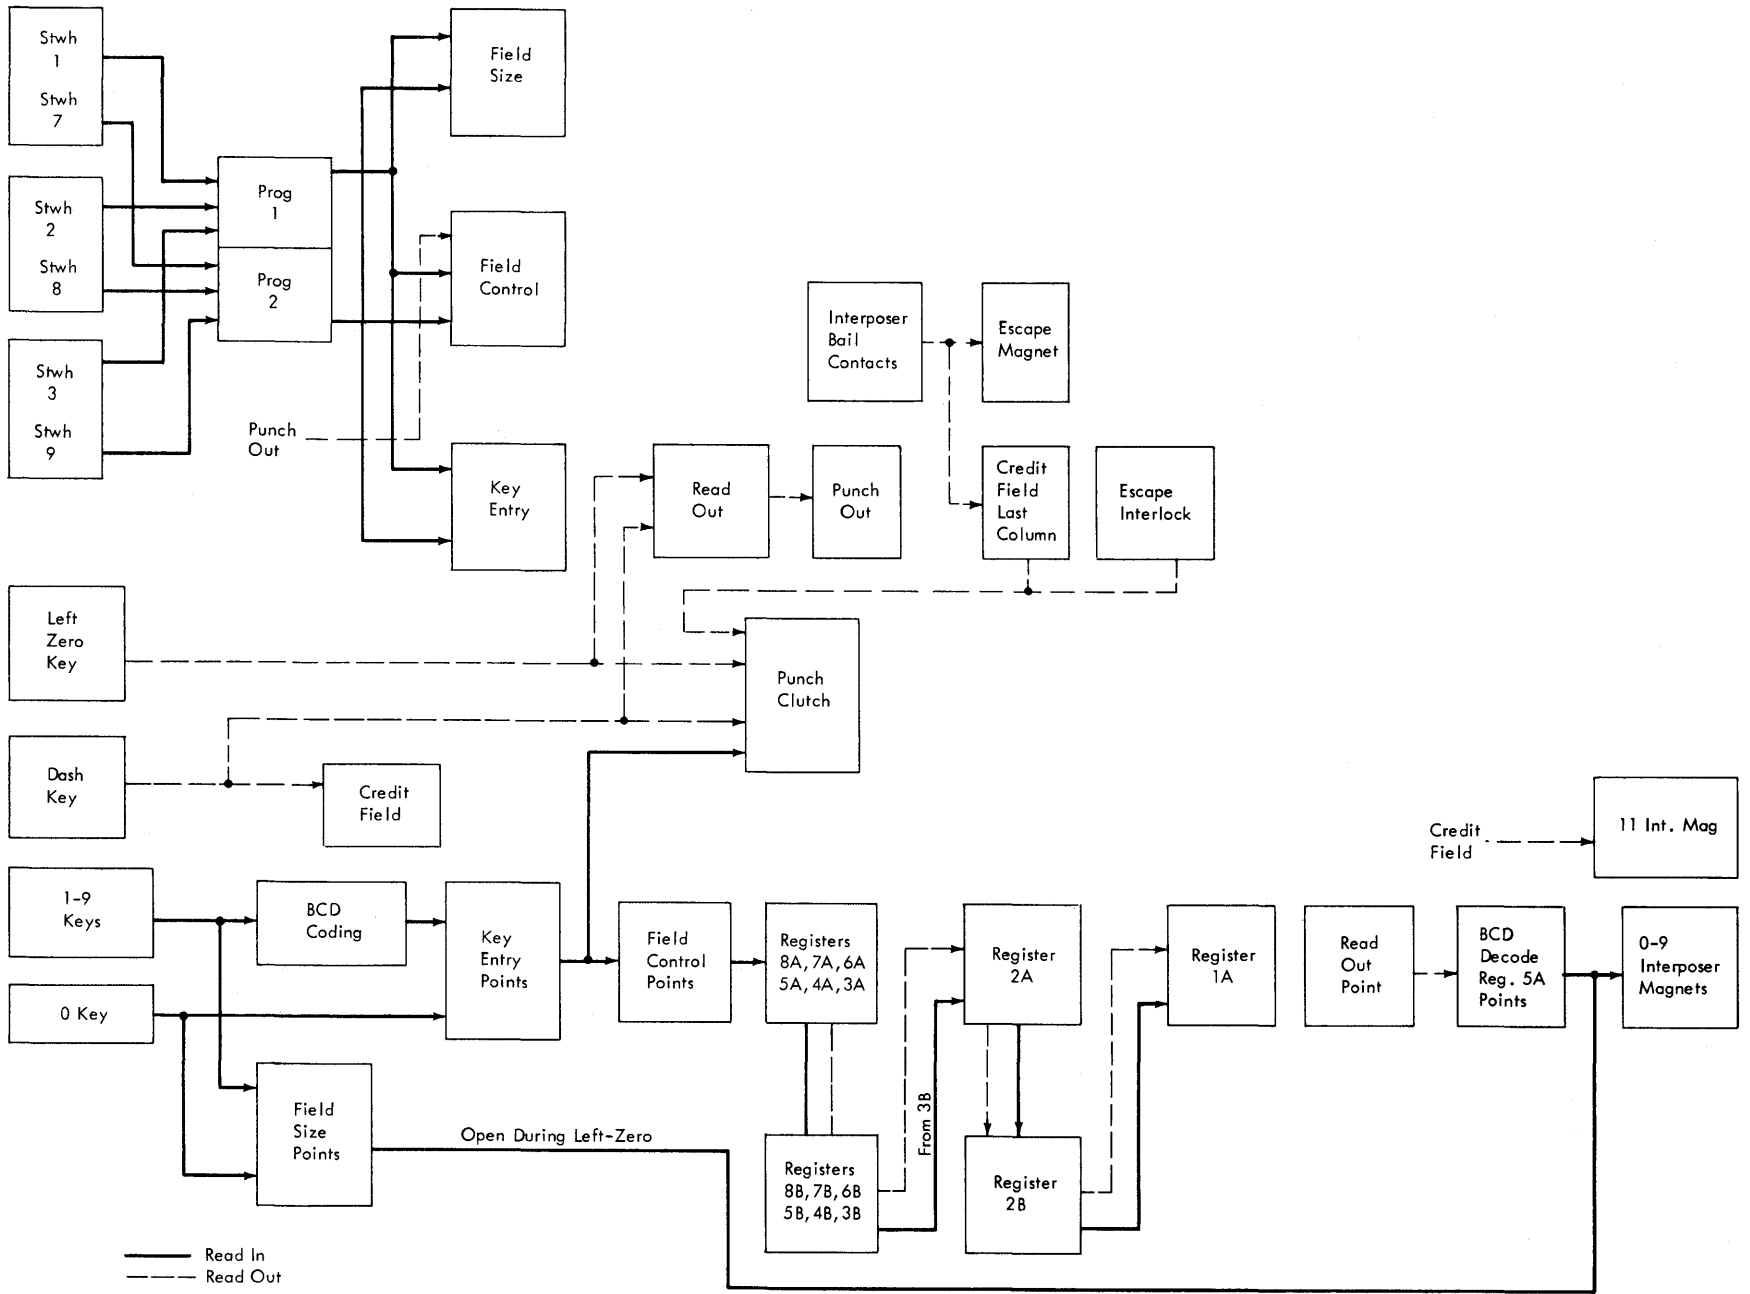 Stwh
1
Stwh
7
Stwh
2
Stwh
8
Stwh
3
Stwh
9
Prog
1
Prog
2
Field
Size
Field
Control
Punch
Out
Key
Entry
Interposer
Bail
Contacts
Escape
Magnet
Read
Out
Punch
Out
Credit
Field
Last
Column
Escape
Interlock
Left
Zero
Key
Punch
Clutch
Dash
Key
Credit
Field
Credit
Field
11 Int. Mag
1-9
Keys
BCD
Coding
0 Key
Key
Entry
Points
Field
Control
Points
Registers
8A, 7A, 6A
5A, 4A, 3A
Register
2A
Register
1A
Read
Out
Point
BCD
Decode
Reg. 5A
Points
0-9
Interposer
Magnets
Field
Size
Points
Open During Left-Zero
From 3B
Registers
8B, 7B, 6B
5B, 4B, 3B
Register
2B
Read In
Read Out